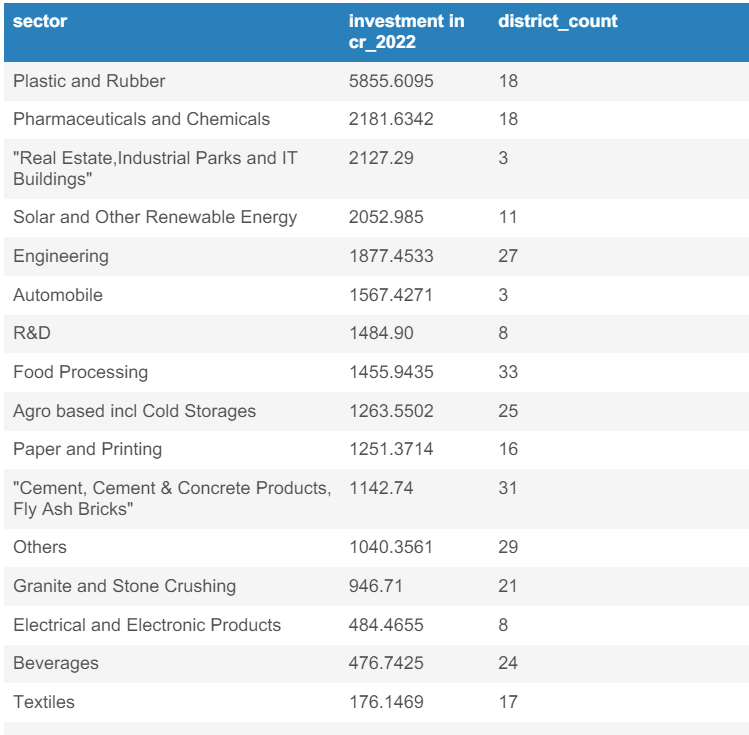 sector investment in cr_2022 district_count
Plastic and Rubber 5855.6095 18
Pharmaceuticals and Chemicals 2181.6342 18
"Real Estate,Industrial Parks and IT 2127.29 3
Buildings"
Solar and Other Renewable Energy 2052.985 11
Engineering 1877.4533 27
Automobile 1567.4271 3
R&D 1484.90 8
Food Processing 1455.9435 33
Agro based incl Cold Storages 1263.5502 25
Paper and Printing 1251.3714 16
"Cement, Cement & Concrete Products, 1142.74 31
Fly Ash Bricks"
Others 1040.3561 29
Granite and Stone Crushing 946.71 21
Electrical and Electronic Products 484.4655 8
Beverages 476.7425 24
Textiles 176.1469 17